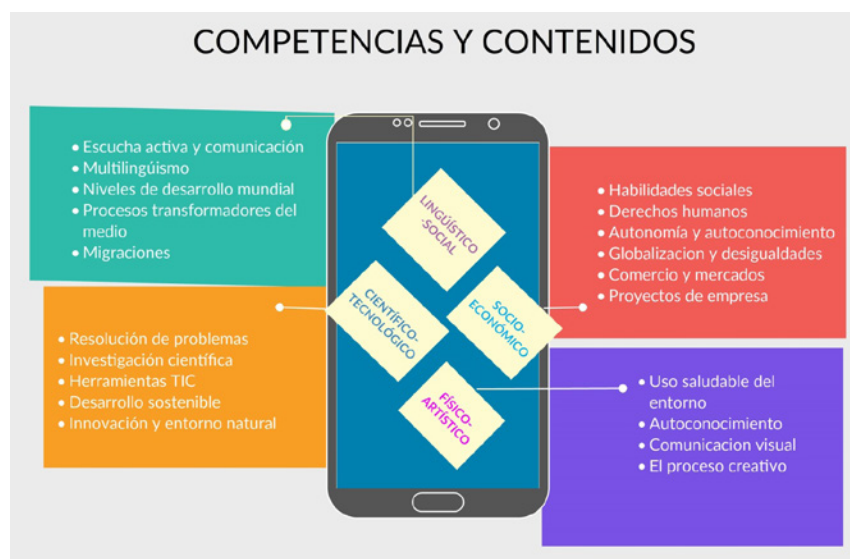 COMPETENCIAS Y CONTENIDOS
• Escucha activa y comunicación
• Multilingúismo
• Niveles de desarrollo mundial
• Procesos transformadores del
medio
• Migraciones
LINGÜÍSTICO
-SOCIAL
• Habilidades sociales
• Derechos humanos
• Autonomía y autoconocimiento
• Globalizacion y desigualdades
• Comercio y mercados
• Proyectos de empresa
CIENTÍFICO-
TECNOLÓGICO
SOCIO-
ECONÓMICO
• Resolución de problemas
• Investigación científica
• Herramientas TIC
• Desarrollo sostenible
• Innovación y entorno natural
FÍSICO-
ARTÍSTICO
• Uso saludable del
entorno
• Autoconocimiento
• Comunicacion visual
• El proceso creativo